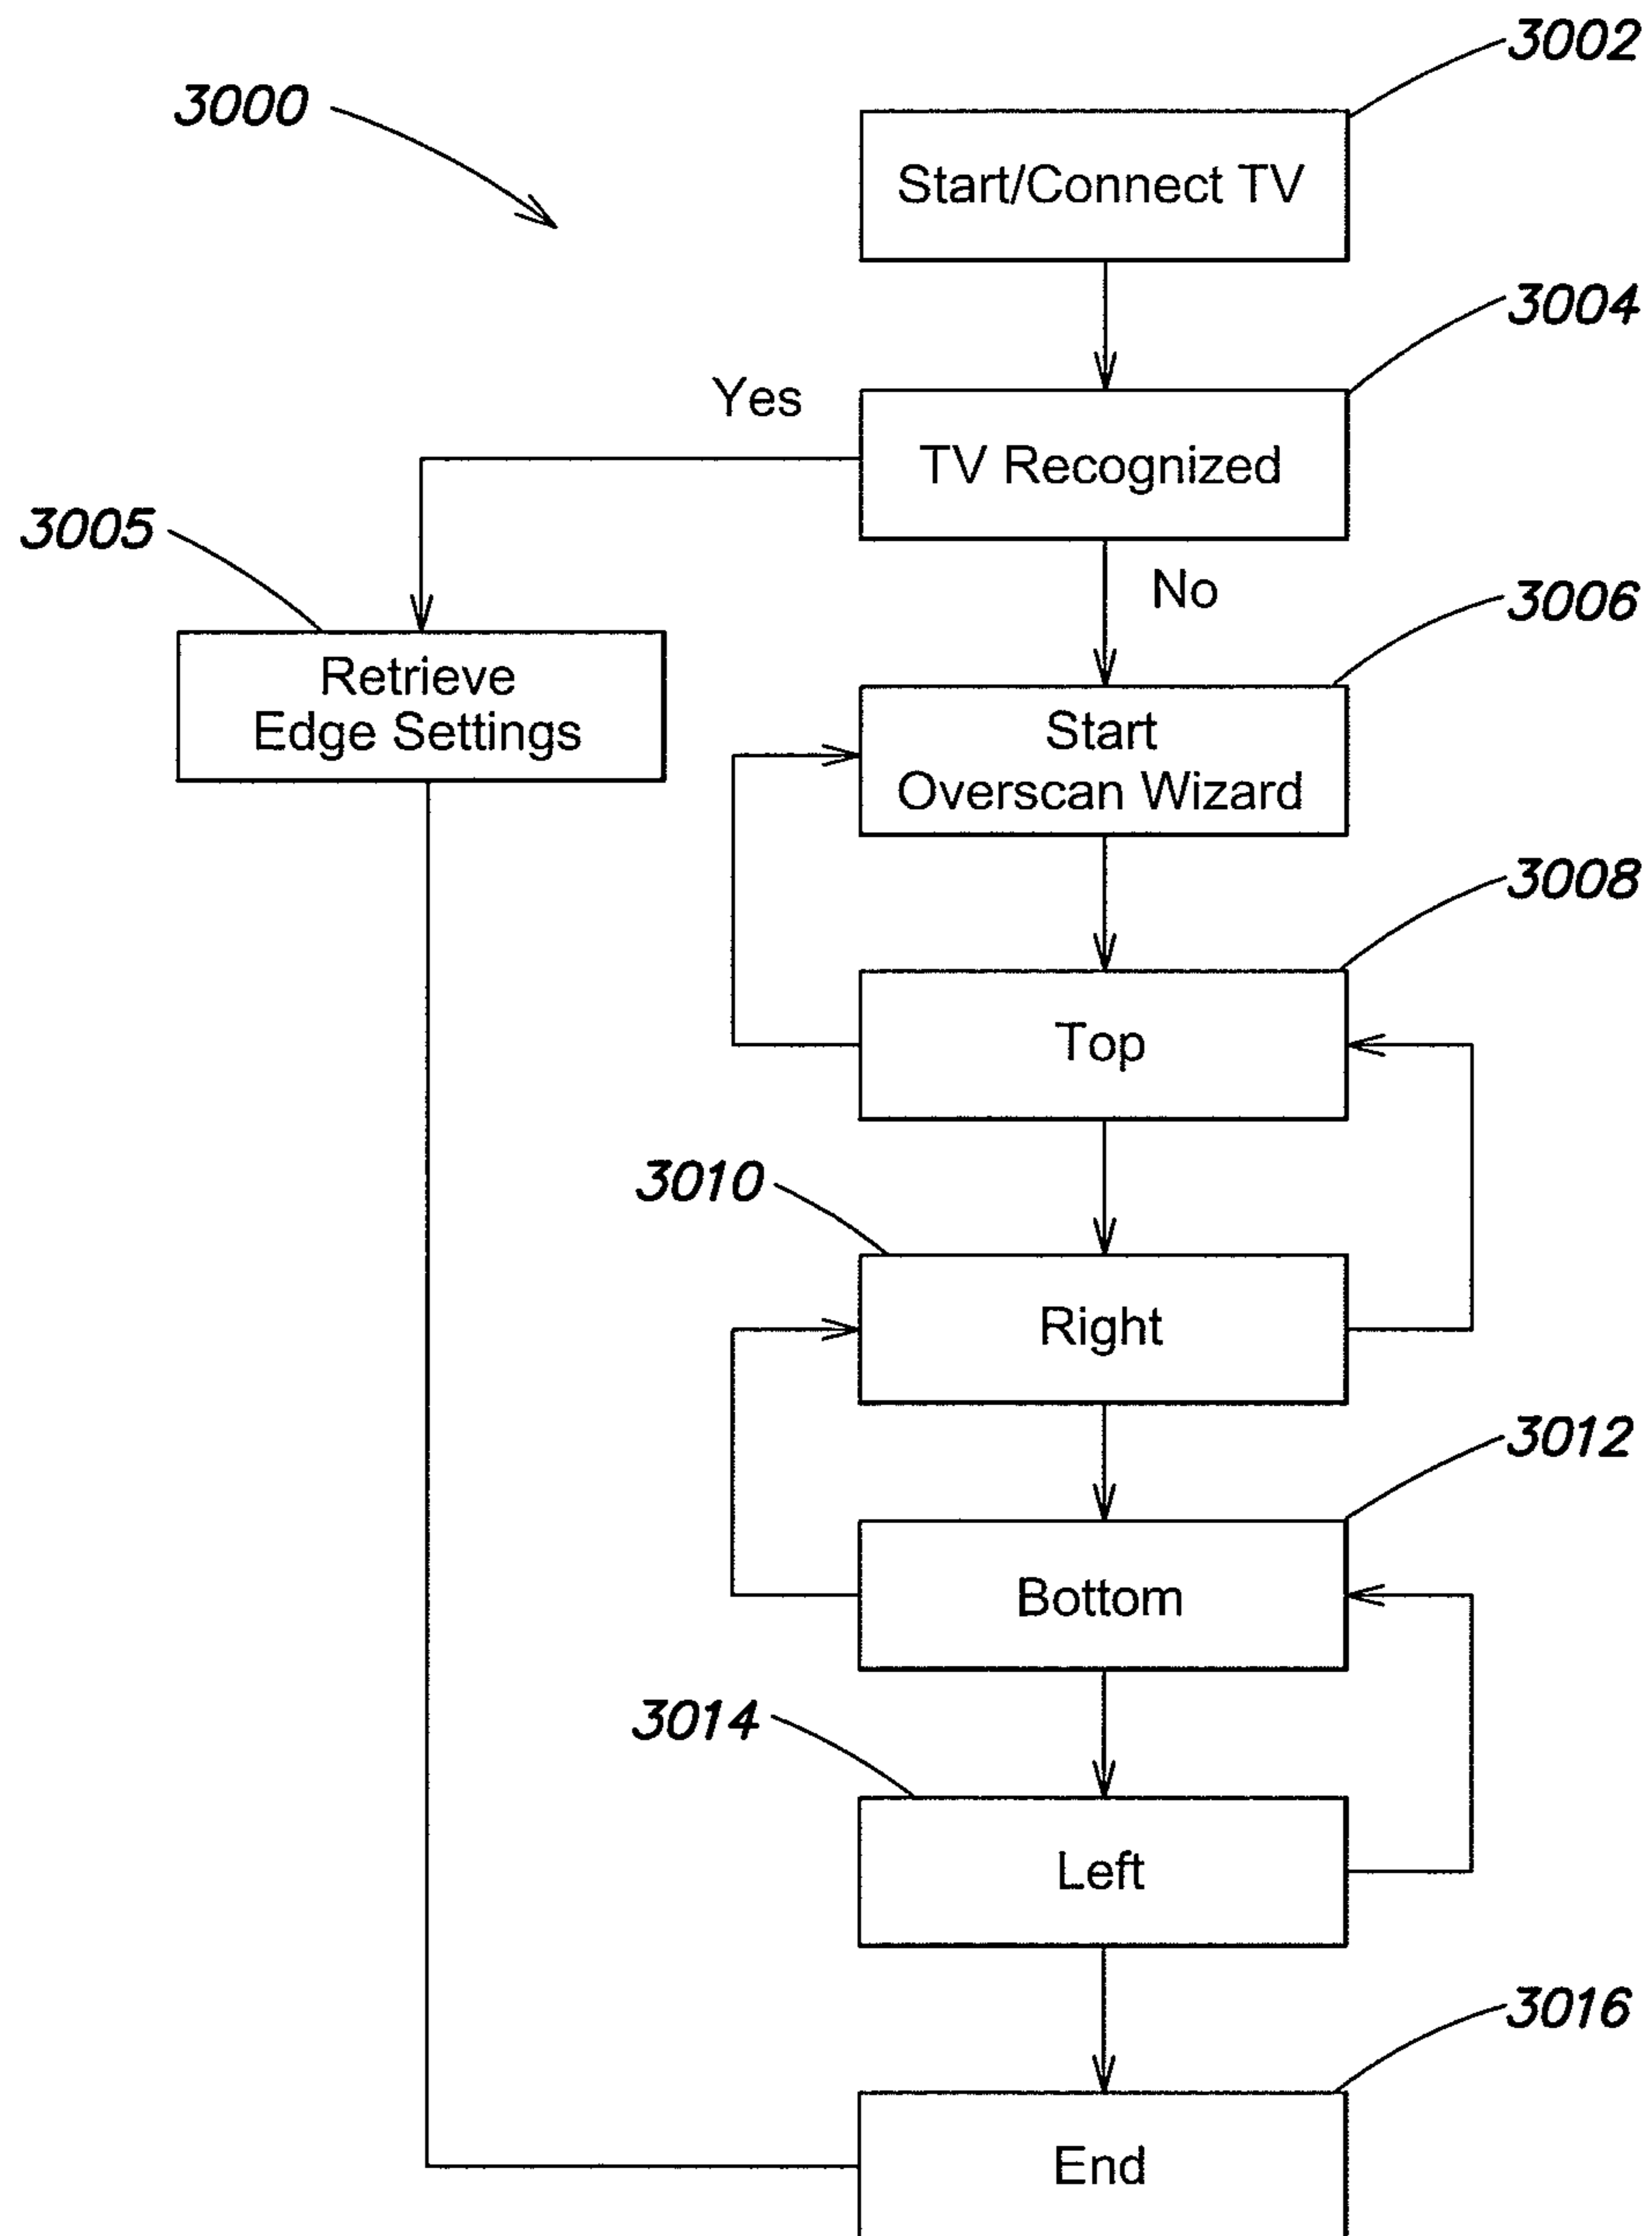 3002
3000
Start/Connect TV
3004
Yes
TV Recognized
3005
No
3006
Retrieve
Edge Settings
Start
Overscan Wizard
3008
Top
3010
Right
3012
Bottom
3014
Left
3016
End